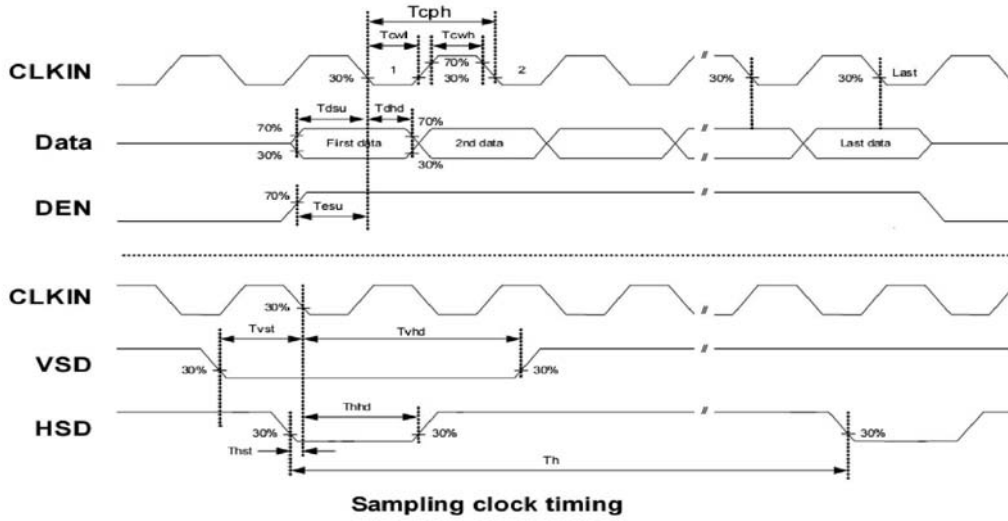 Tcph
Tcwl Tcwh
CLKIN 30% 1 70% 30% 2 // 30% 30% Last
Tdsu Tdhd
70% 70%
Data First data 2nd data // Last data
30% 30%
DEN 70% //
Tesu
CLKIN 30% //
Tvst Tvhd
VSD 30% 30% //
HSD Thhd //
30% 30% 30%
Thst
Th
Sampling clock timing